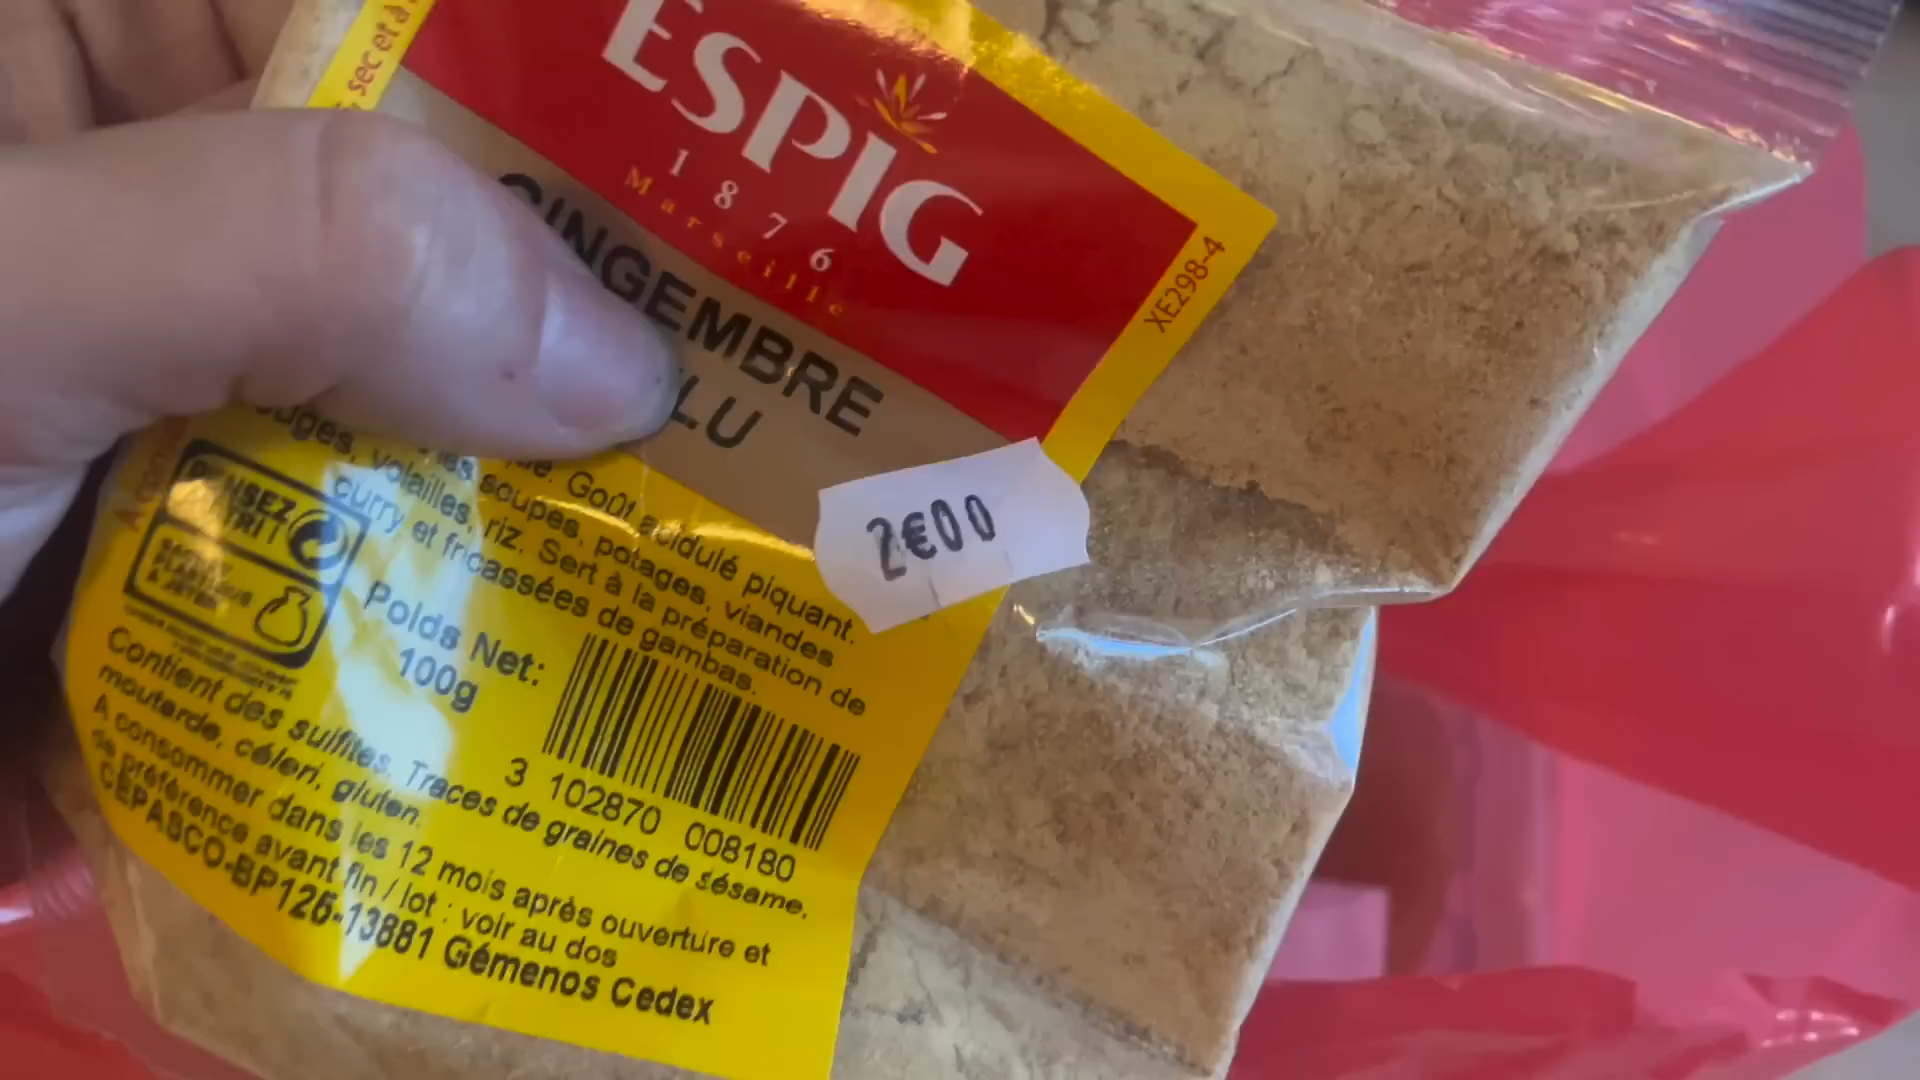 sec et à
ESPIG
1876
Marseille
XE298-4
GINGEMBRE
LU
2€00
Goût acidulé piquant.
les soupes, potages, viandes
rouges, volailles, riz. Sert à la préparation de
curry et fricassées de gambas.
PENSEZ
TRI !
Poids Net:
100g
3 102870 008180
Contient des sulfites. Traces de graines de sésame,
moutarde, céleri, gluten.
A consommer dans les 12 mois après ouverture et
de préférence avant fin / lot : voir au dos
CEPASCO-BP126-13881 Gémenos Cedex